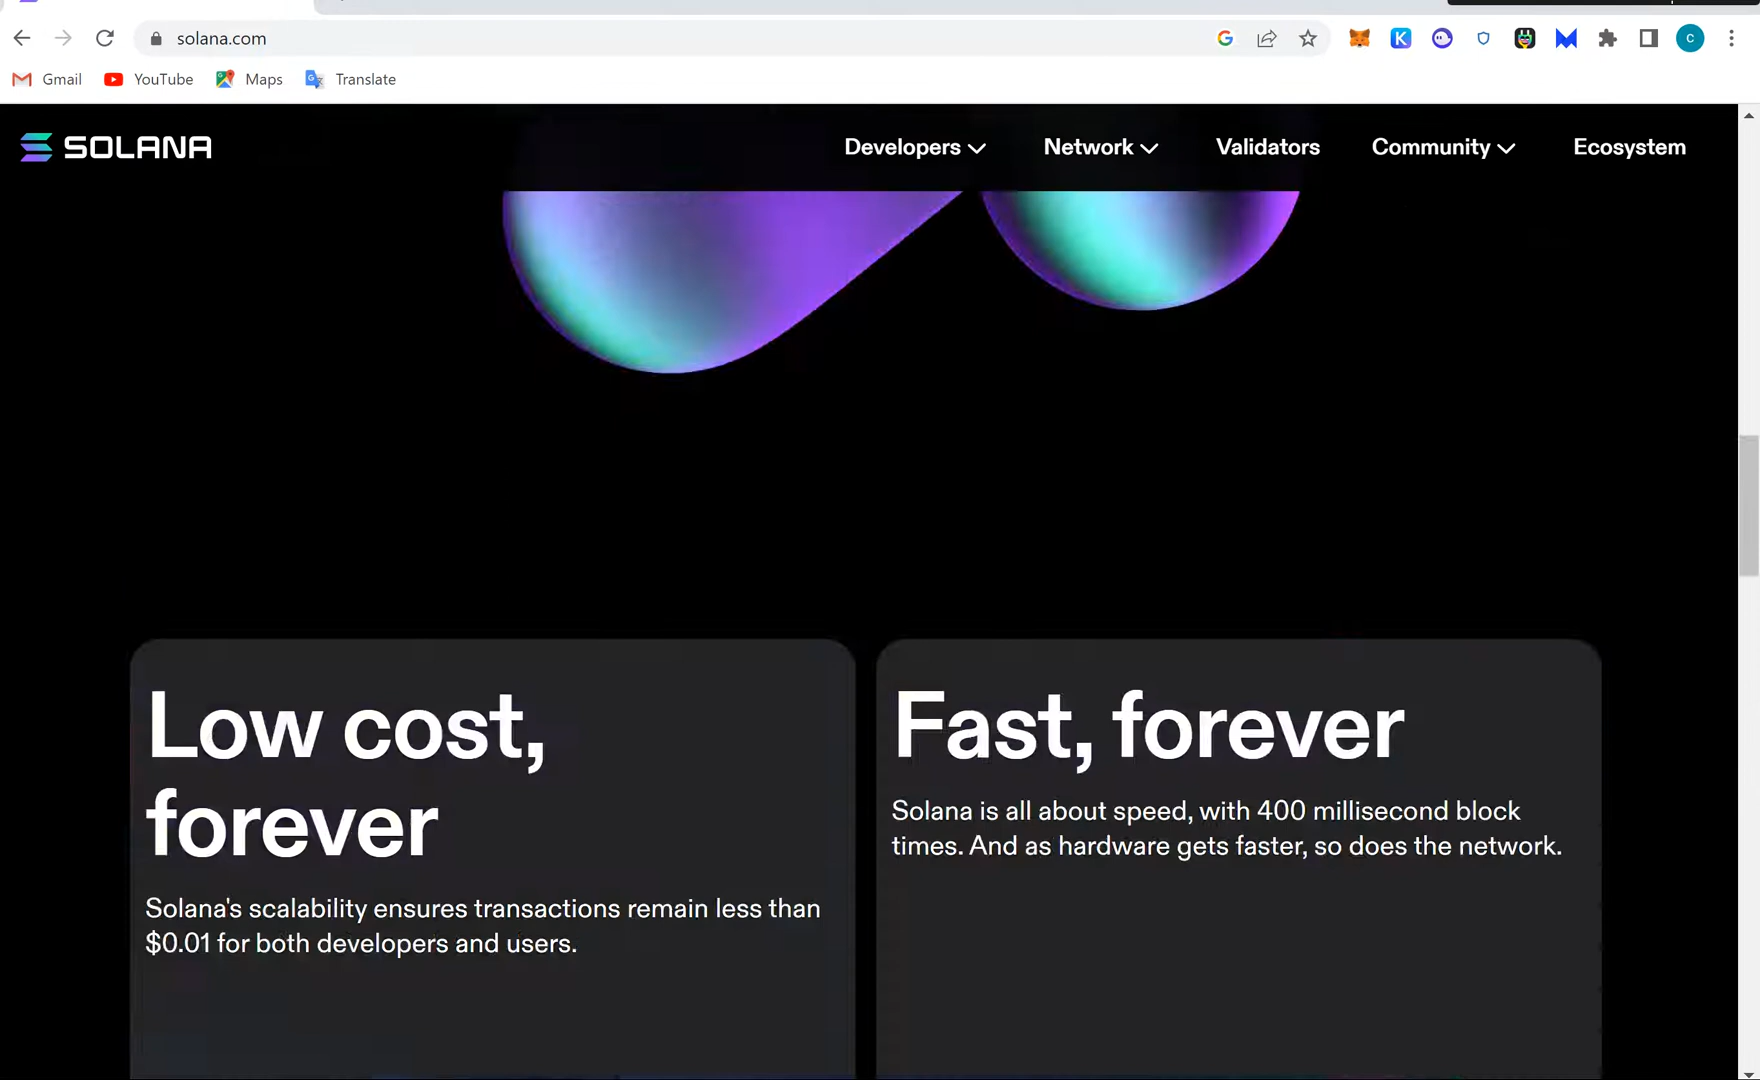 solana.com
Gmail YouTube Maps Translate
SOLANA Developers Network Validators Community Ecosystem
Low cost,
forever
Solana's scalability ensures transactions remain less than
$0.01 for both developers and users.
Fast, forever
Solana is all about speed, with 400 millisecond block
times. And as hardware gets faster, so does the network.